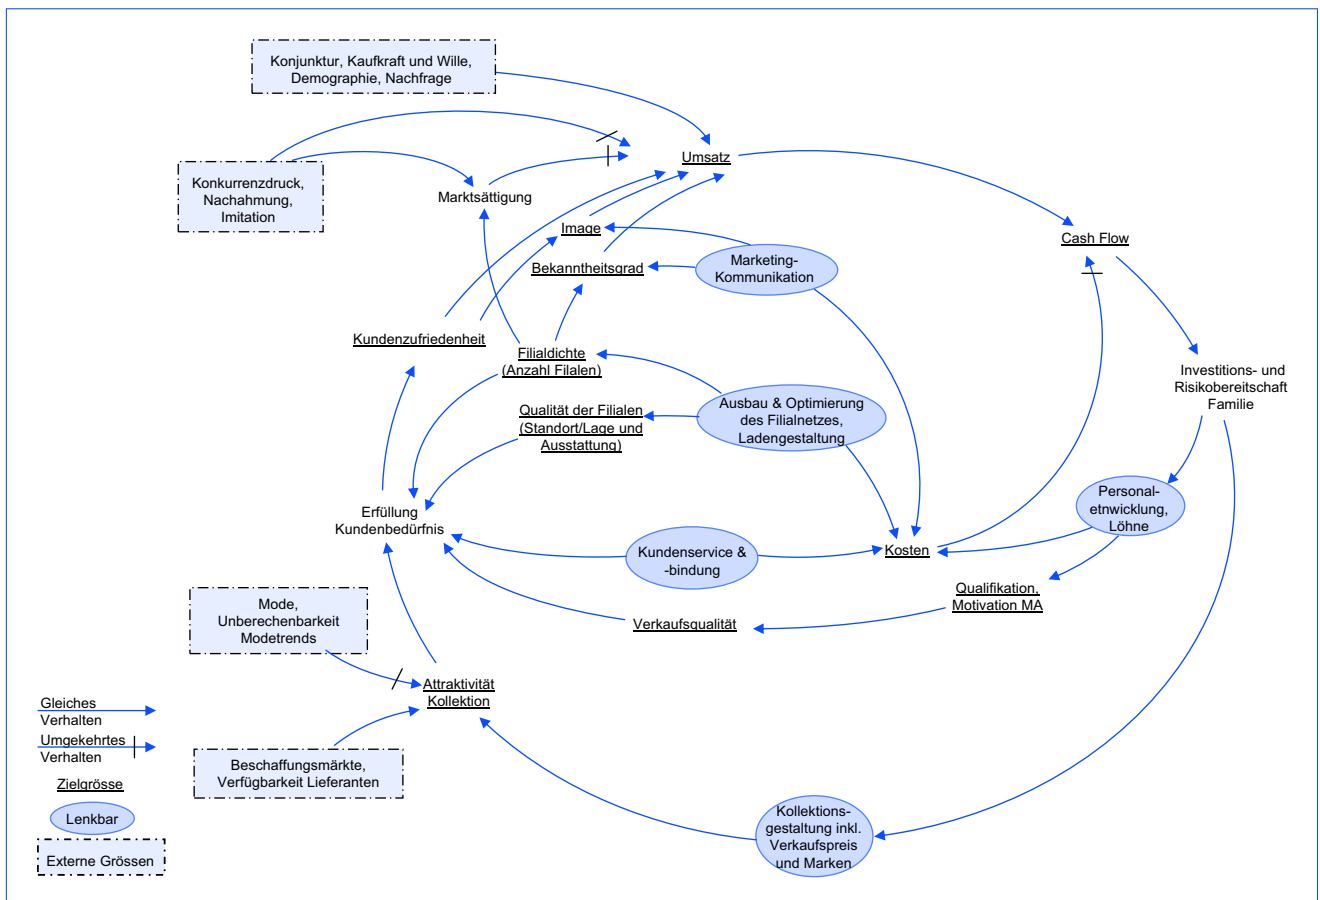 Konjunktur, Kaufkraft und Wille,
Demographie, Nachfrage
Umsatz
Konkurrenzdruck,
Nachahmung,
Imitation
Marktsättigung
Image
Cash Flow
Bekanntheitsgrad
Marketing-
Kommunikation
Kundenzufriedenheit
Filialdichte
(Anzahl Filalen)
Investitions- und
Risikobereitschaft
Familie
Qualität der Filialen
(Standort/Lage und
Ausstattung)
Ausbau & Optimierung
des Filialnetzes,
Ladengestaltung
Erfüllung
Kundenbedürfnis
Personal-
etnwicklung,
Löhne
Kundenservice &
-bindung
Kosten
Qualifikation,
Motivation MA
Verkaufsqualität
Mode,
Unberechenbarkeit
Modetrends
Attraktivität
Kollektion
Beschaffungsmärkte,
Verfügbarkeit Lieferanten
Kollektions-
gestaltung inkl.
Verkaufspreis
und Marken
Gleiches
Verhalten
Umgekehrtes
Verhalten
Zielgrösse
Lenkbar
Externe Grössen